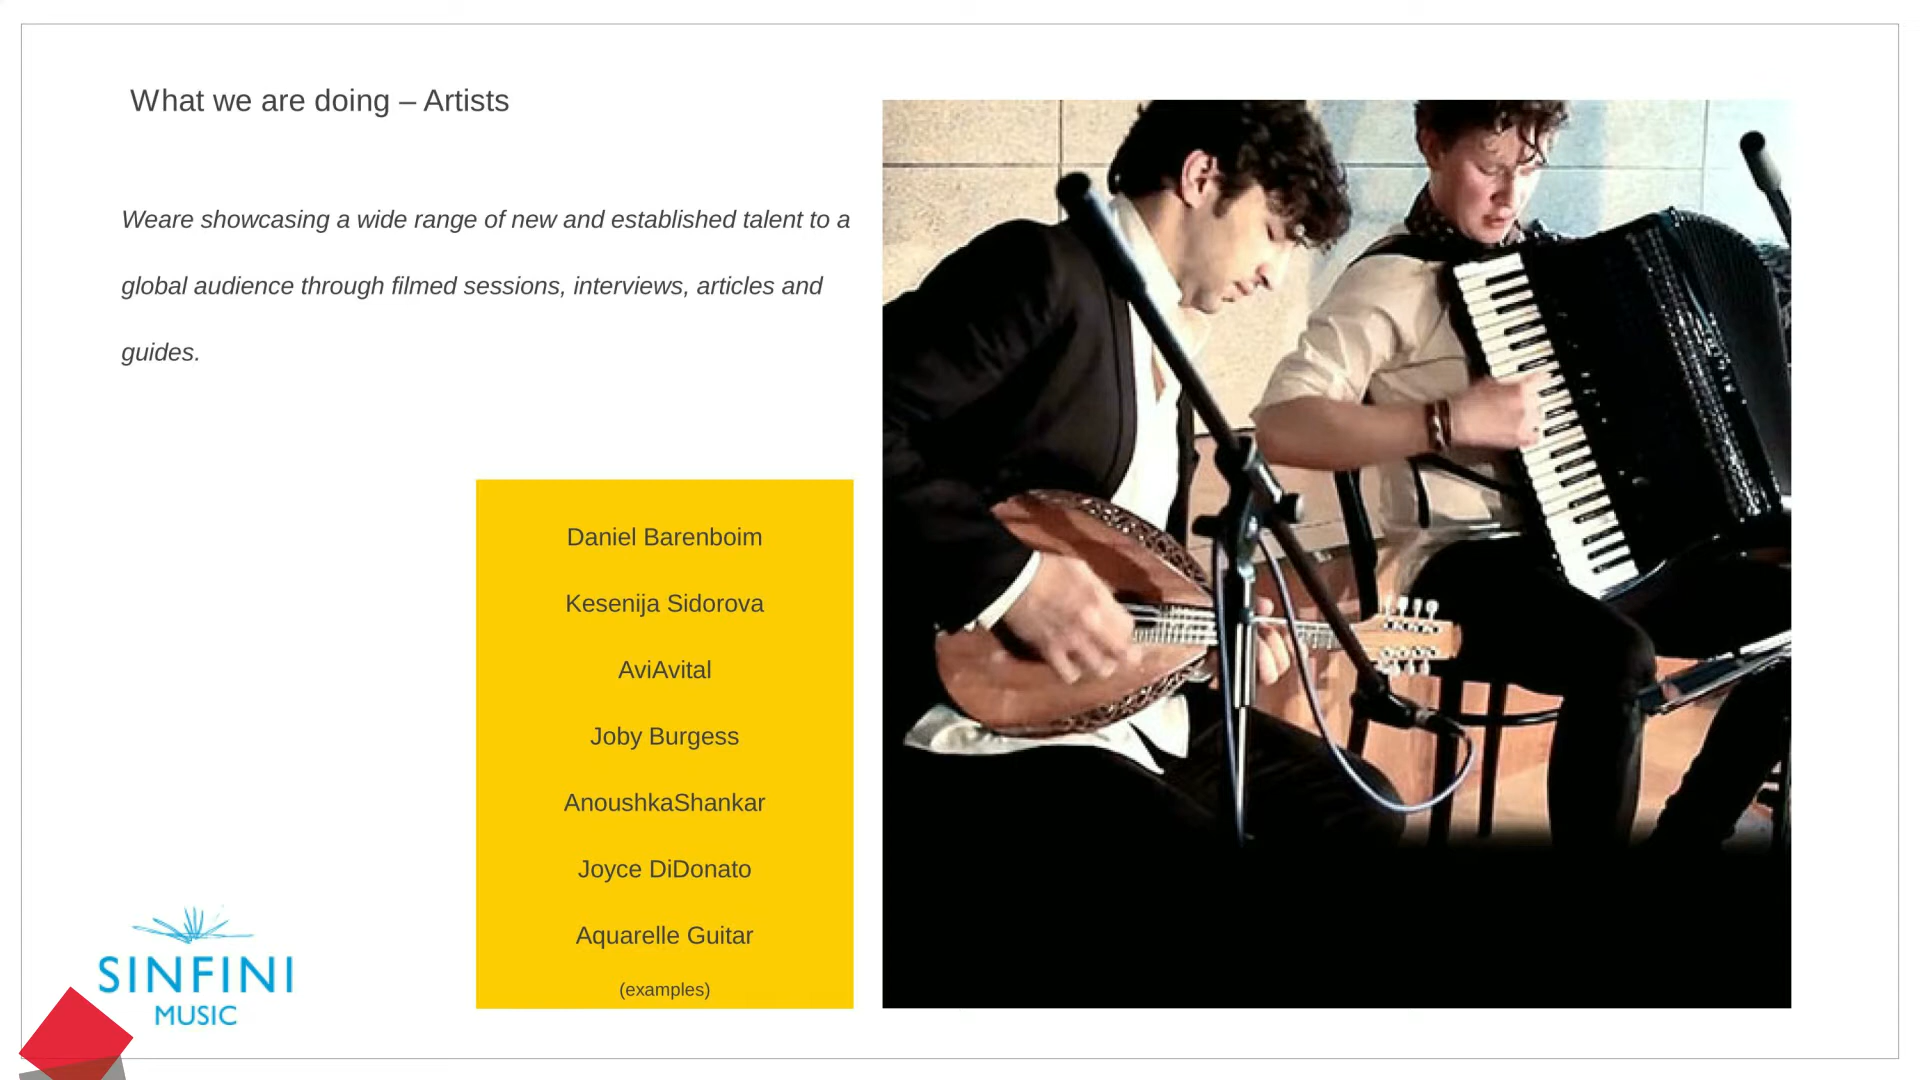 What we are doing – Artists
Weare showcasing a wide range of new and established talent to a
global audience through filmed sessions, interviews, articles and
guides.
Daniel Barenboim
Kesenija Sidorova
AviAvital
Joby Burgess
AnoushkaShankar
Joyce DiDonato
Aquarelle Guitar
(examples)
SINFINI
MUSIC